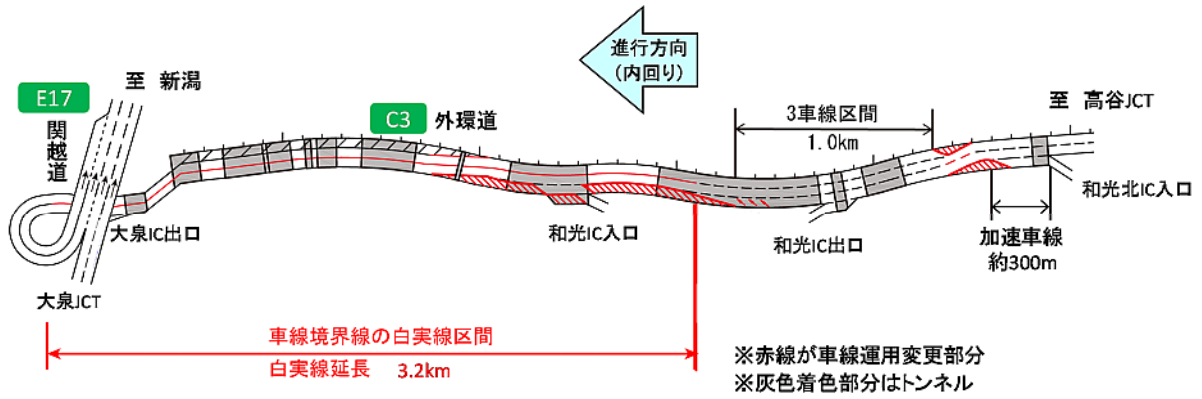 進行方向
(内回り)
至 新潟
E17
関越道
C3 外環道
至 高谷JCT
3車線区間
1.0km
和光北IC入口
加速車線
約300m
大泉IC出口
和光IC入口
和光IC出口
大泉JCT
車線境界線の白実線区間
白実線延長 3.2km
※赤線が車線運用変更部分
※灰色着色部分はトンネル